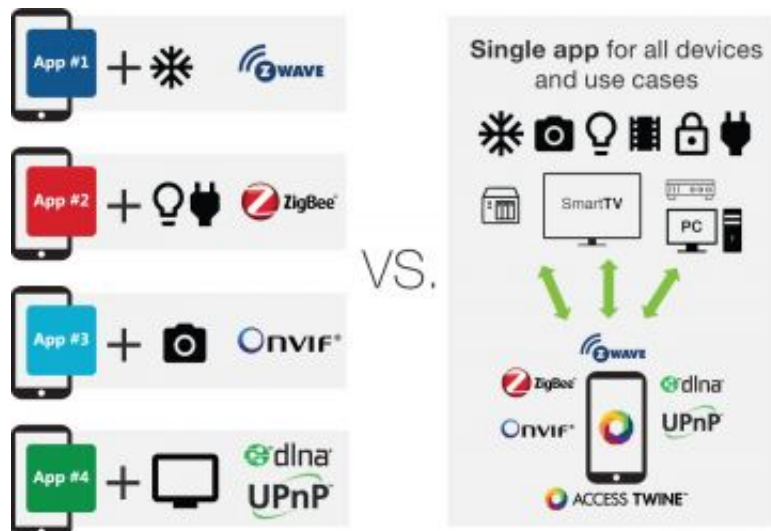 App #1
Z WAVE
App #2
ZigBee
App #3
ONVIF
App #4
dlna
UPnP
VS.
Single app for all devices
and use cases
SmartTV
PC
Z WAVE
ZigBee
dlna
ONVIF
UPnP
ACCESS TWINE